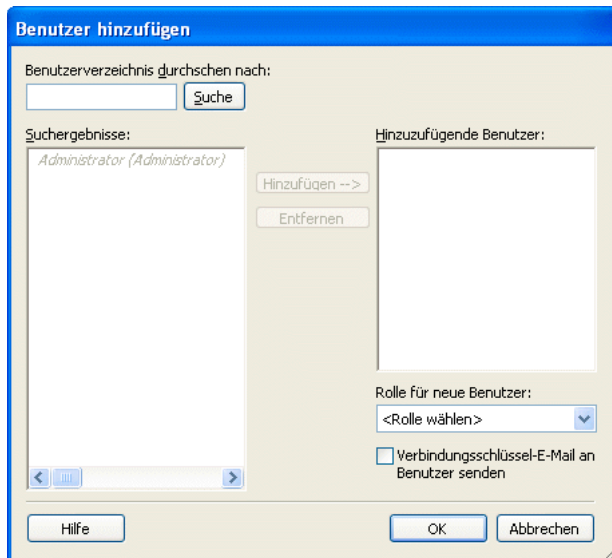 Benutzer hinzufügen
Benutzerverzeichnis durchschen nach:
Suche
Suchergebnisse:
Hinzuzufügende Benutzer:
Administrator (Administrator)
Hinzufügen -->
Entfernen
Rolle für neue Benutzer:
<Rolle wählen>
Verbindungsschlüssel-E-Mail an
Benutzer senden
Hilfe
OK
Abbrechen